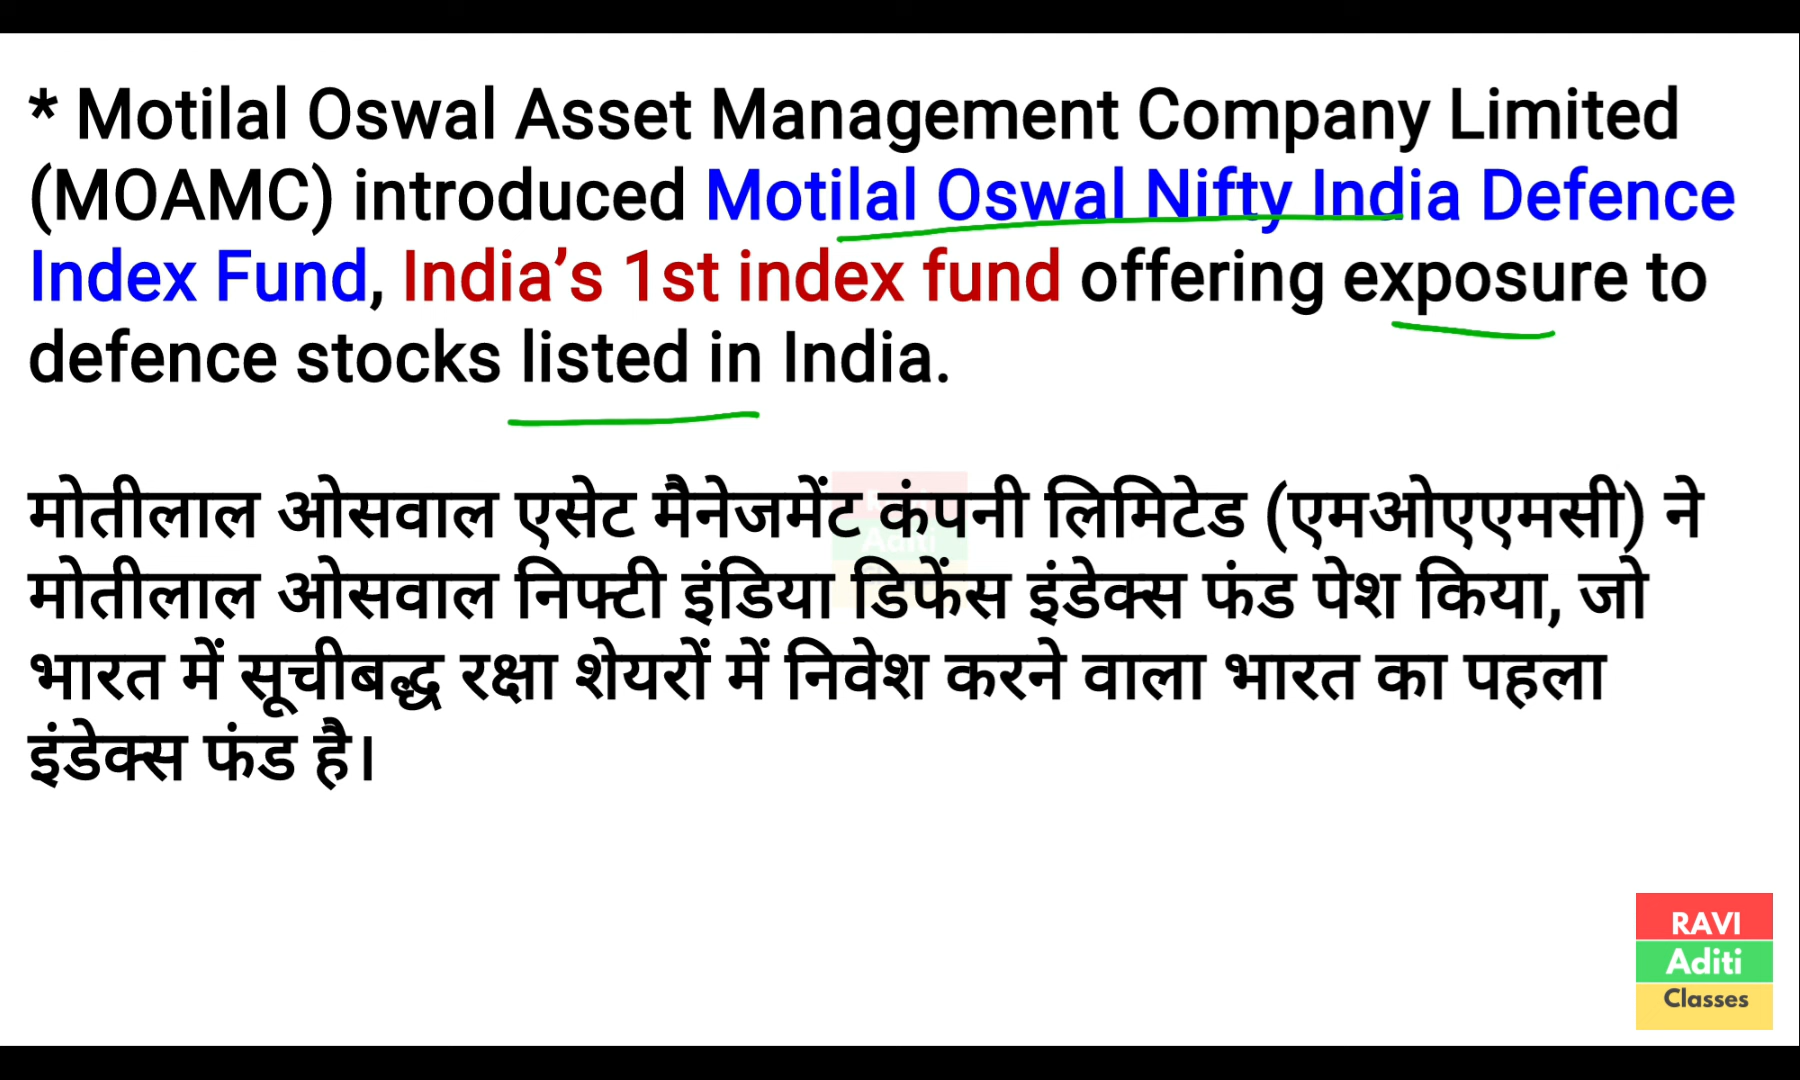 * Motilal Oswal Asset Management Company Limited
(MOAMC) introduced Motilal Oswal Nifty India Defence
Index Fund, India’s 1st index fund offering exposure to
defence stocks listed in India.
मोतीलाल ओसवाल एसेट मैनेजमेंट कंपनी लिमिटेड (एमओएएमसी) ने
मोतीलाल ओसवाल निफ्टी इंडिया डिफेंस इंडेक्स फंड पेश किया, जो
भारत में सूचीबद्ध रक्षा शेयरों में निवेश करने वाला भारत का पहला
इंडेक्स फंड है।
RAVI
Aditi
Classes